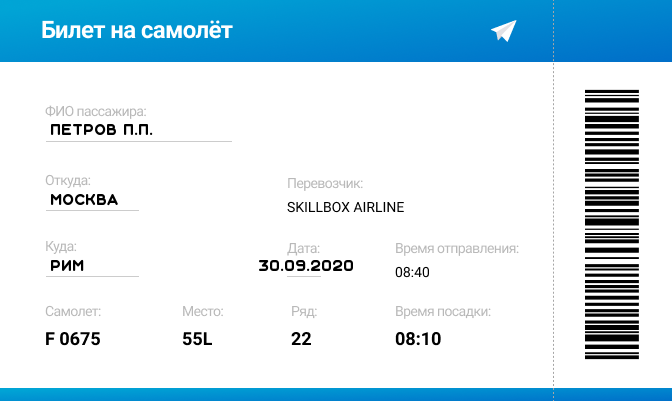 Билет на самолёт
ФИО пассажира:
ПЕТРОВ П.П.
Откуда:
МОСКВА
Перевозчик:
SKILLBOX AIRLINE
Куда:
РИМ
Дата:
30.09.2020
Время отправления:
08:40
Самолет:
F 0675
Место:
55L
Ряд:
22
Время посадки:
08:10